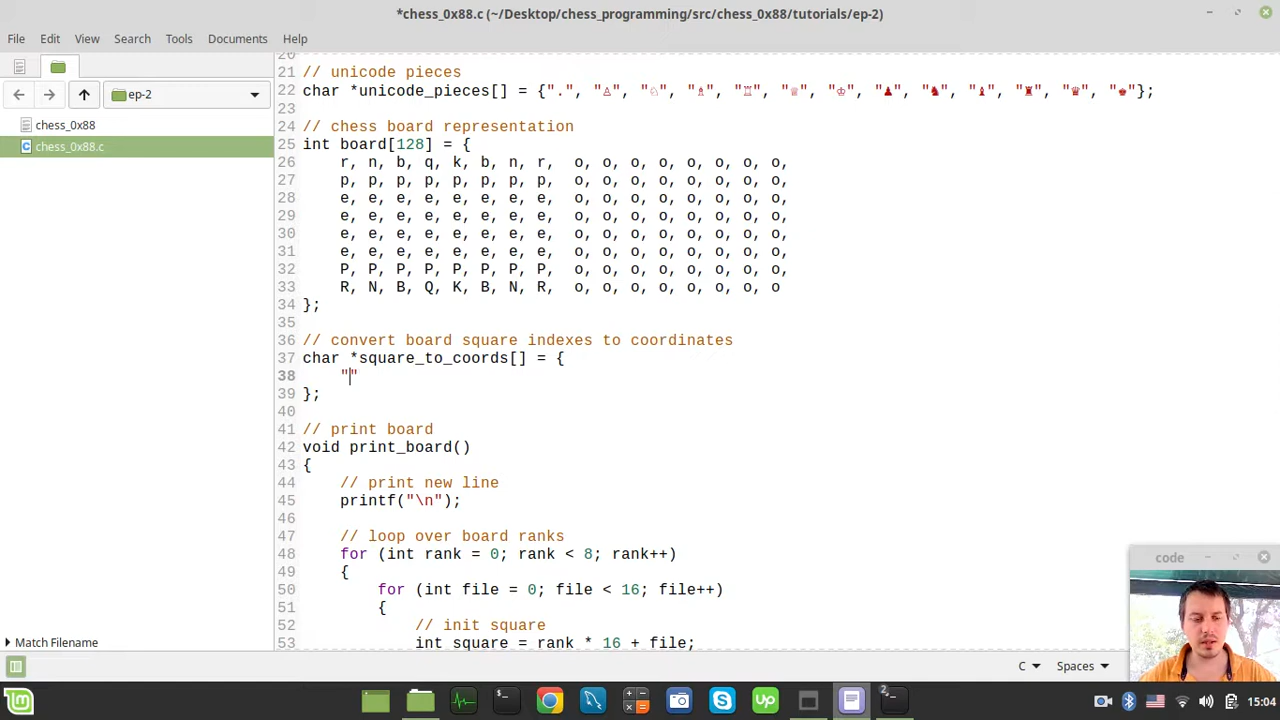 *chess_0x88.c (~/Desktop/chess_programming/src/chess_0x88/tutorials/ep-2)
File Edit View Search Tools Documents Help
ep-2
chess_0x88
chess_0x88.c
20
21 // unicode pieces
22 char *unicode_pieces[] = {".", "♙", "♘", "♗", "♖", "♕", "♔", "♟", "♞", "♝", "♜", "♛", "♚"};
23
24 // chess board representation
25 int board[128] = {
26 r, n, b, q, k, b, n, r, o, o, o, o, o, o, o, o,
27 p, p, p, p, p, p, p, p, o, o, o, o, o, o, o, o,
28 e, e, e, e, e, e, e, e, o, o, o, o, o, o, o, o,
29 e, e, e, e, e, e, e, e, o, o, o, o, o, o, o, o,
30 e, e, e, e, e, e, e, e, o, o, o, o, o, o, o, o,
31 e, e, e, e, e, e, e, e, o, o, o, o, o, o, o, o,
32 P, P, P, P, P, P, P, P, o, o, o, o, o, o, o, o,
33 R, N, B, Q, K, B, N, R, o, o, o, o, o, o, o, o
34 };
35
36 // convert board square indexes to coordinates
37 char *square_to_coords[] = {
38 ""
39 };
40
41 // print board
42 void print_board()
43 {
44 // print new line
45 printf("\n");
46
47 // loop over board ranks
48 for (int rank = 0; rank < 8; rank++)
49 {
50 for (int file = 0; file < 16; file++)
51 {
52 // init square
53 int square = rank * 16 + file;
code
Match Filename
C Spaces
2
15:04